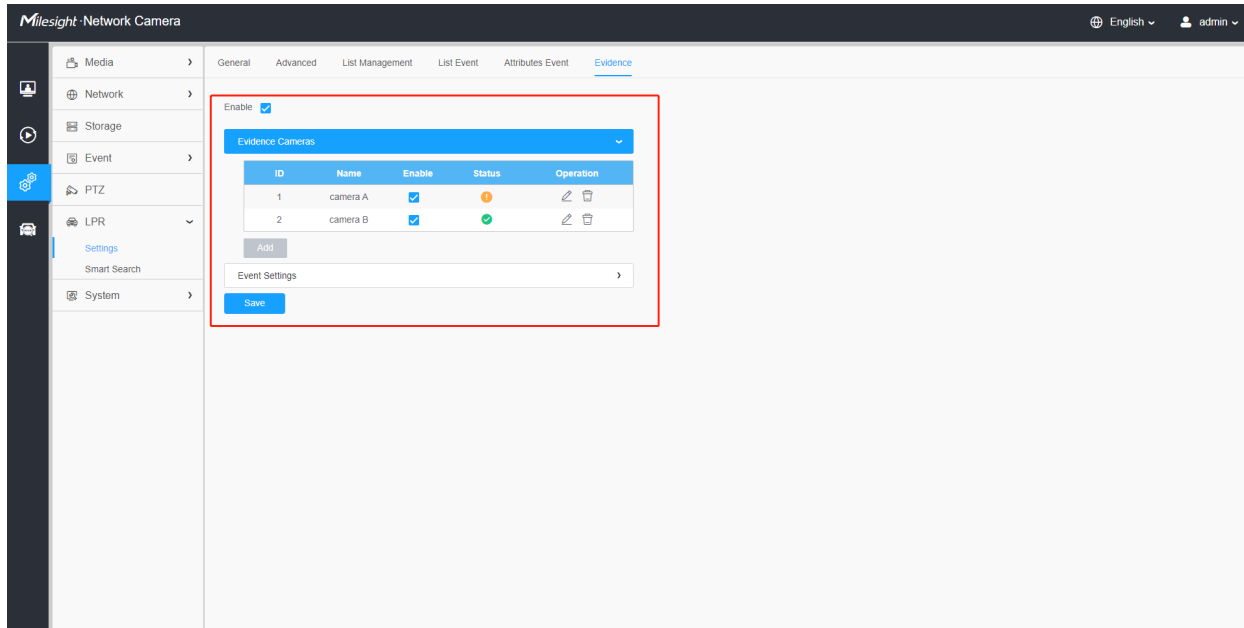 Milesight·Network Camera
English
admin
Media
Network
Storage
Event
PTZ
LPR
Settings
Smart Search
System
General Advanced List Management List Event Attributes Event Evidence
Enable
Evidence Cameras
ID Name Enable Status Operation
1 camera A
2 camera B
Add
Event Settings
Save